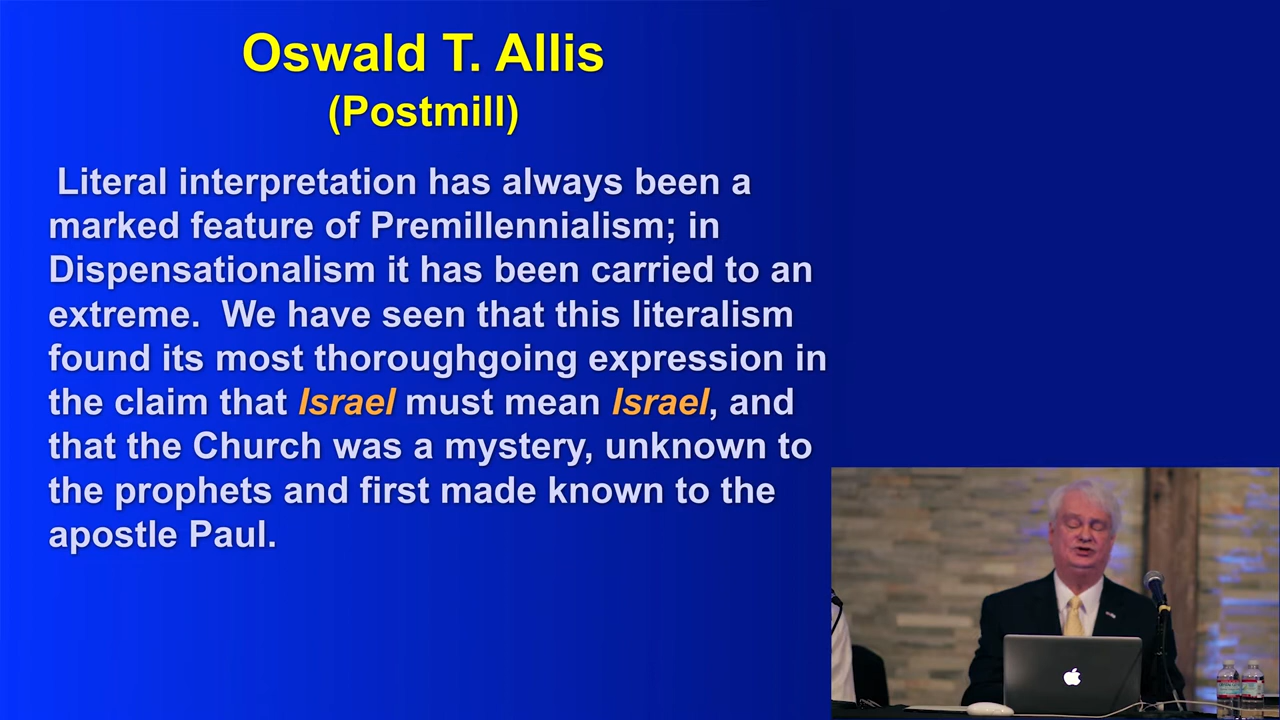 Oswald T. Allis
(Postmill)
Literal interpretation has always been a
marked feature of Premillennialism; in
Dispensationalism it has been carried to an
extreme.  We have seen that this literalism
found its most thoroughgoing expression in
the claim that Israel must mean Israel, and
that the Church was a mystery, unknown to
the prophets and first made known to the
apostle Paul.